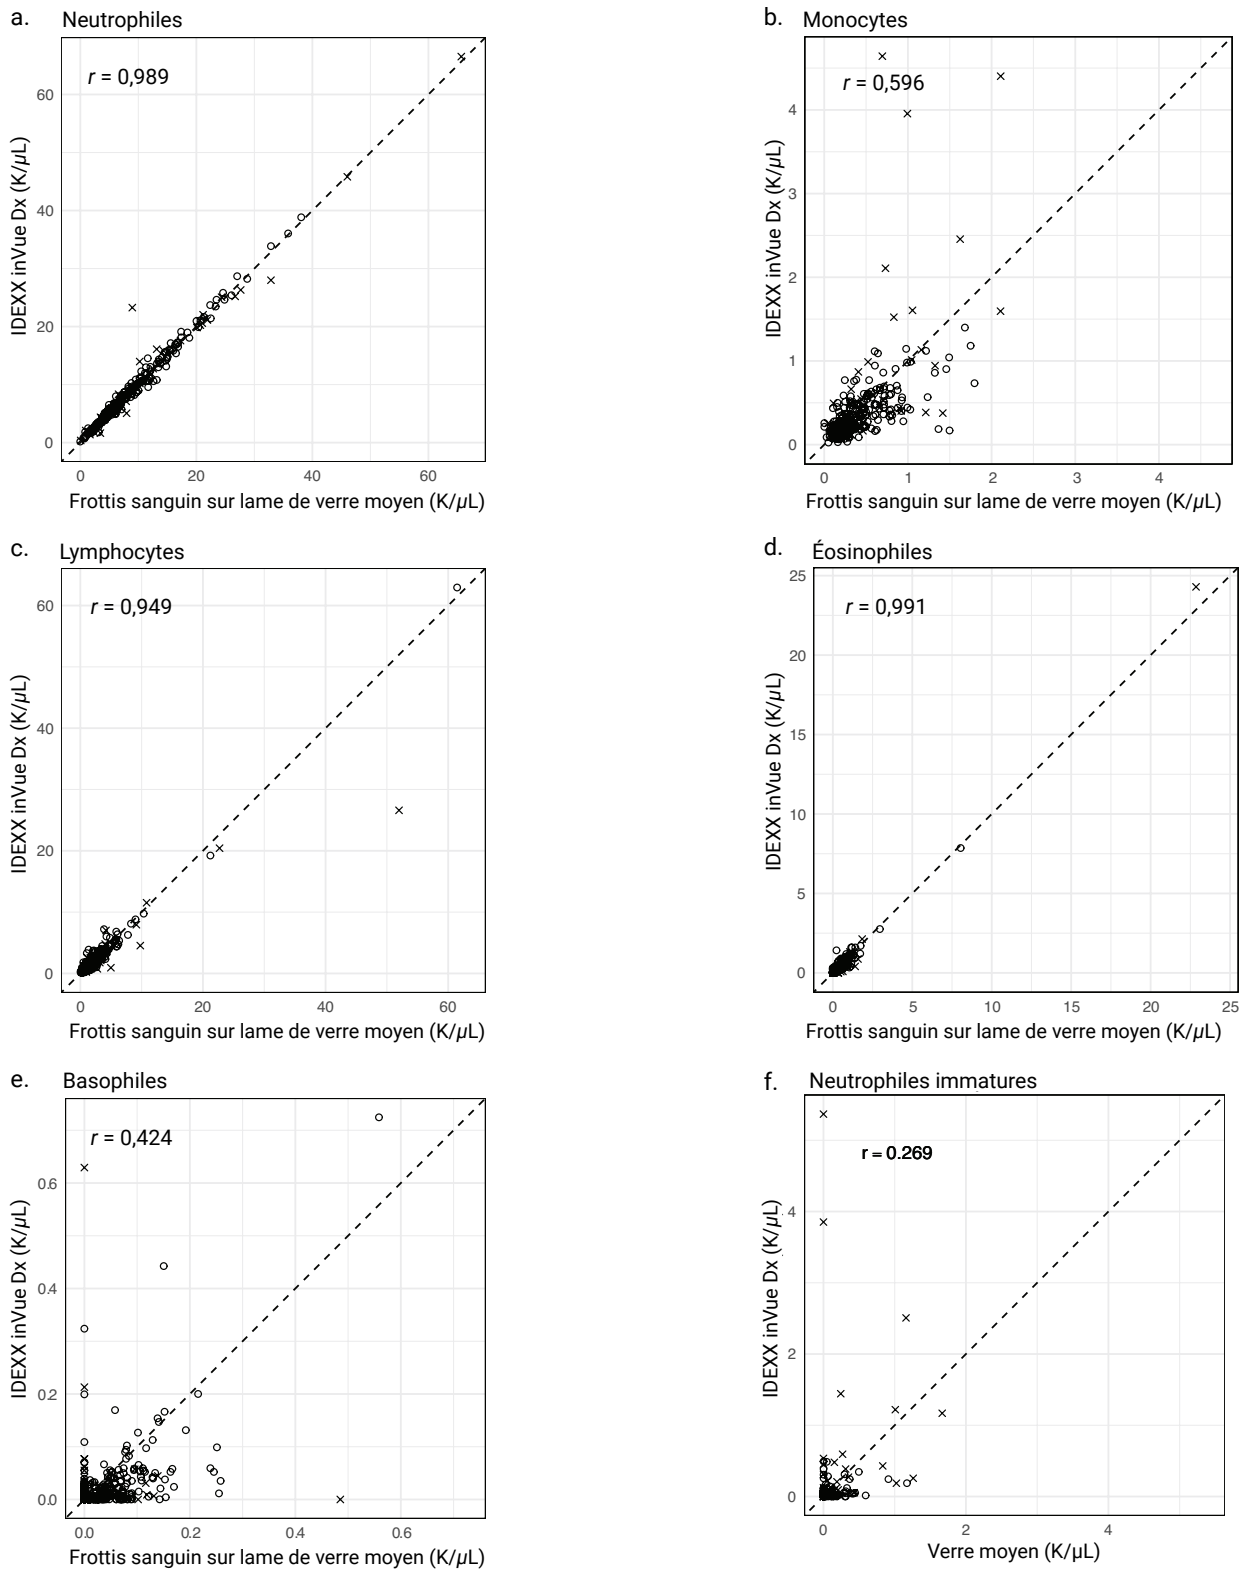 a. Neutrophiles
r = 0,989
IDEXX inVue Dx (K/µL)
60
40
20
0
0 20 40 60
Frottis sanguin sur lame de verre moyen (K/µL)
b. Monocytes
r = 0,596
IDEXX inVue Dx (K/µL)
4
3
2
1
0
0 1 2 3 4
Frottis sanguin sur lame de verre moyen (K/µL)
c. Lymphocytes
r = 0,949
IDEXX inVue Dx (K/µL)
60
40
20
0
0 20 40 60
Frottis sanguin sur lame de verre moyen (K/µL)
d. Éosinophiles
r = 0,991
IDEXX inVue Dx (K/µL)
25
20
15
10
5
0
0 5 10 15 20 25
Frottis sanguin sur lame de verre moyen (K/µL)
e. Basophiles
r = 0,424
IDEXX inVue Dx (K/µL)
0.6
0.4
0.2
0.0
0.0 0.2 0.4 0.6
Frottis sanguin sur lame de verre moyen (K/µL)
f. Neutrophiles immatures
r = 0.269
IDEXX inVue Dx (K/µL)
4
2
0
0 2 4
Verre moyen (K/µL)